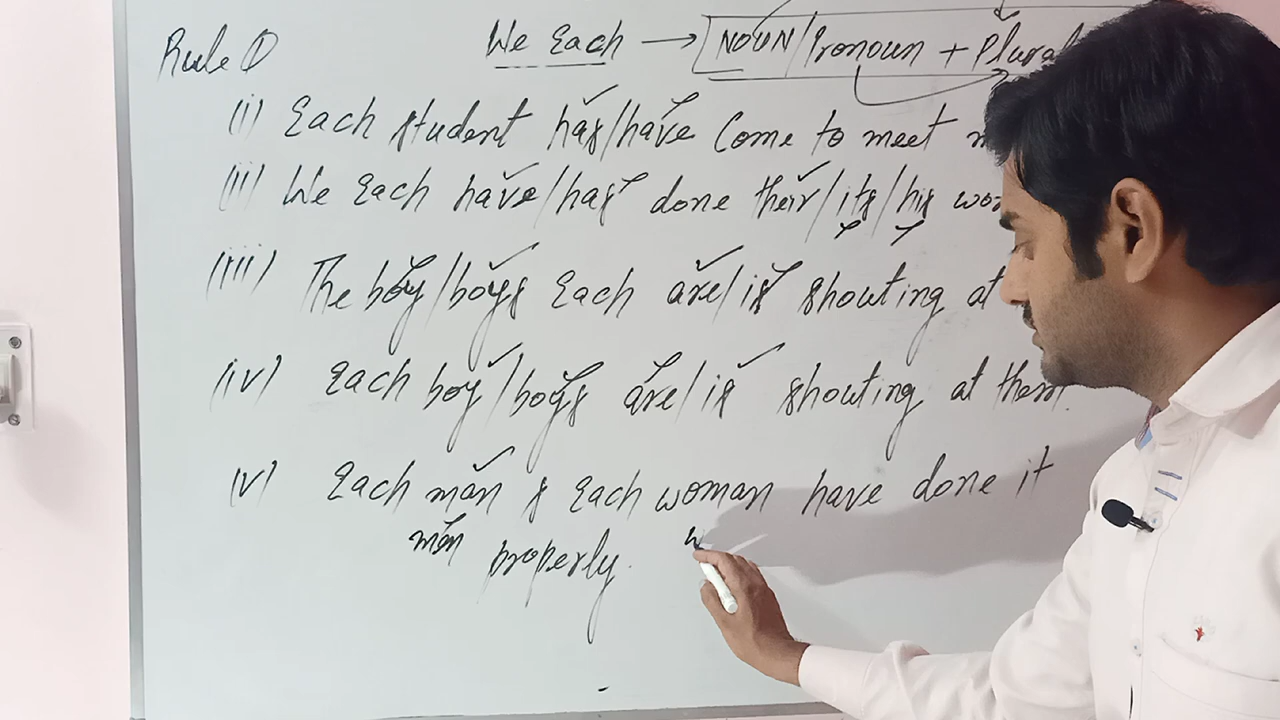 Rule ① We Each → NOUN/Pronoun + Plural
(i) Each student has/have Come to meet
(ii) We Each have/has done their/its/his
(iii) The boy/boys Each are/is shouting at
(iv) Each boy/boys are/is shouting at them.
(v) Each man & Each woman have done it
men properly. w